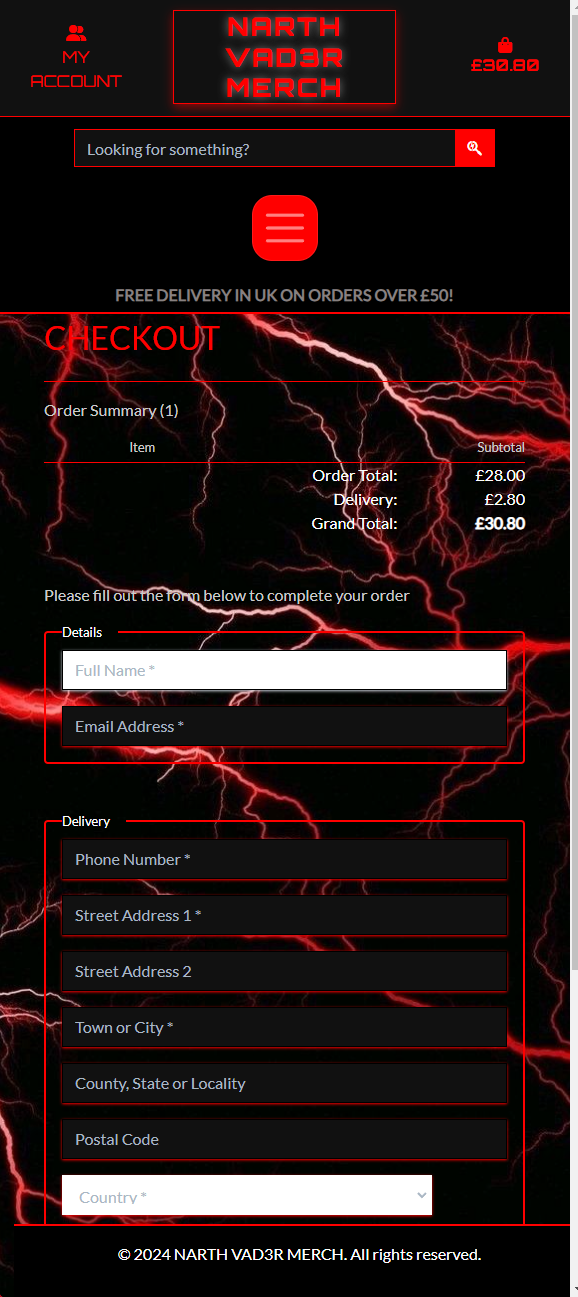 MY
ACCOUNT
NARTH
VAD3R
MERCH
£30.80
Looking for something?
FREE DELIVERY IN UK ON ORDERS OVER £50!
CHECKOUT
Order Summary (1)
Item Subtotal
Order Total: £28.00
Delivery: £2.80
Grand Total: £30.80
Please fill out the form below to complete your order
Details
Full Name *
Email Address *
Delivery
Phone Number *
Street Address 1 *
Street Address 2
Town or City *
County, State or Locality
Postal Code
Country *
© 2024 NARTH VAD3R MERCH. All rights reserved.